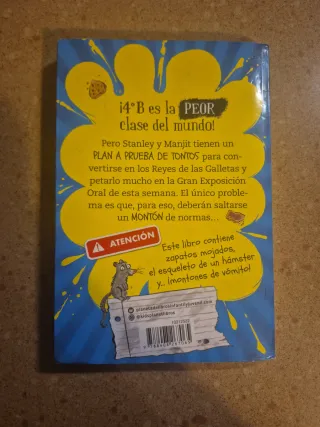 ¡4°B es la PEOR
clase del mundo!
Pero Stanley y Manjit tienen un
PLAN A PRUEBA DE TONTOS para con-
vertirse en los Reyes de las Galletas y
petarlo mucho en la Gran Exposición
Oral de esta semana. El único proble-
ma es que, para eso, deberán saltarse
un MONTÓN de normas...
ATENCIÓN
Este libro contiene
zapatos mojados,
el esqueleto de un hámster
y... ¡montones de vómito!